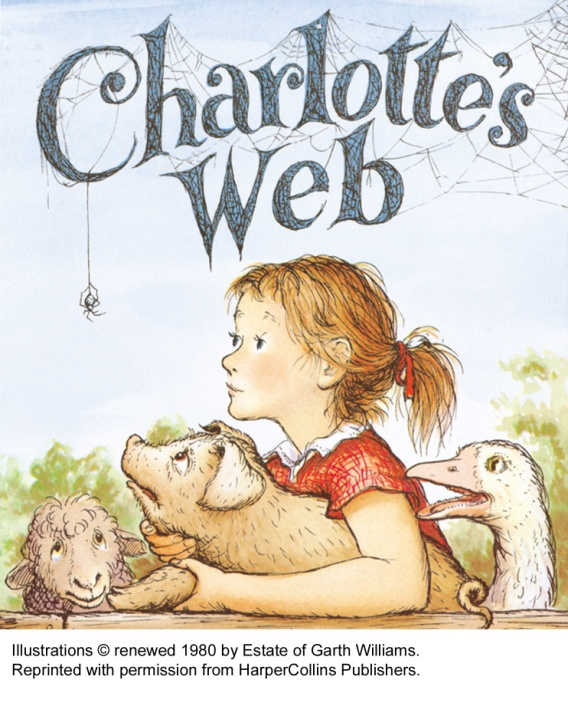 Charlotte's
Web
Illustrations © renewed 1980 by Estate of Garth Williams.
Reprinted with permission from HarperCollins Publishers.